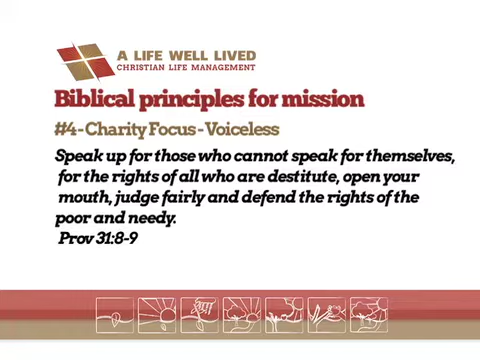 A LIFE WELL LIVED
CHRISTIAN LIFE MANAGEMENT
Biblical principles for mission
#4-Charity Focus - Voiceless
Speak up for those who cannot speak for themselves,
for the rights of all who are destitute, open your
mouth, judge fairly and defend the rights of the
poor and needy.
Prov 31:8-9